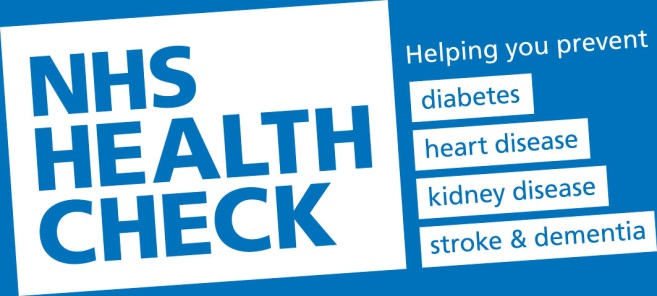 NHS
HEALTH
CHECK
Helping you prevent
diabetes
heart disease
kidney disease
stroke & dementia